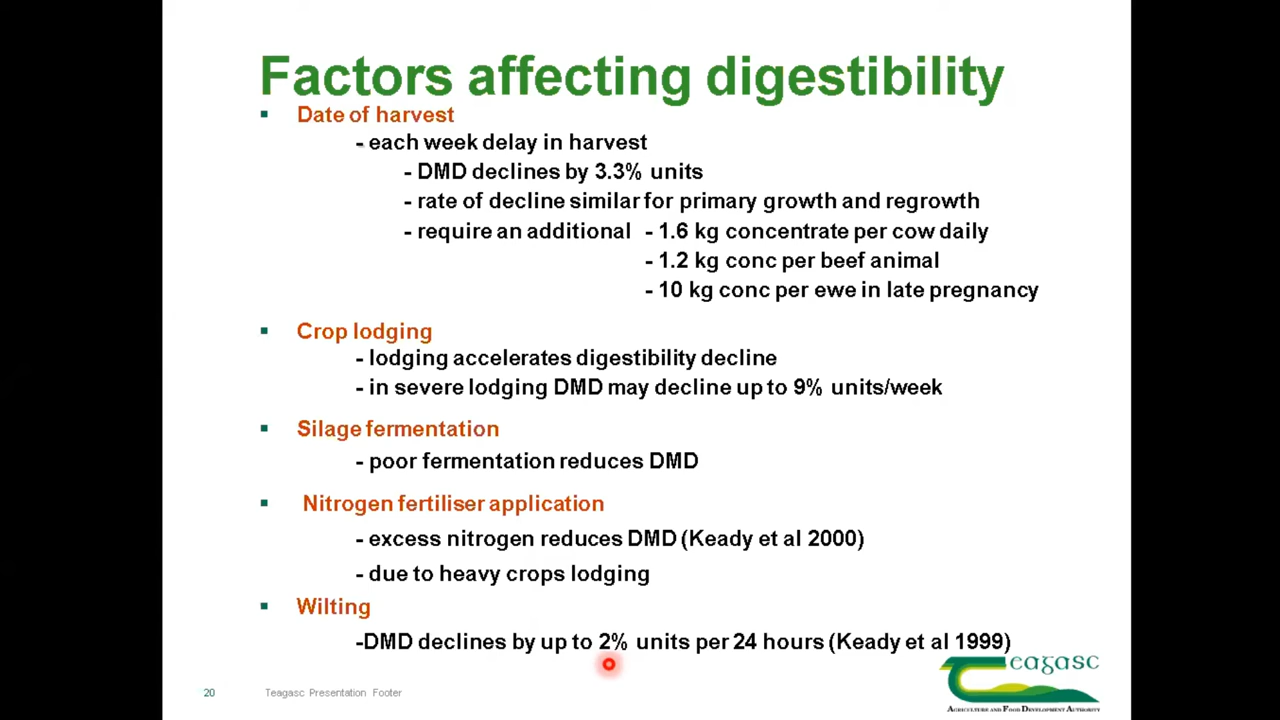 Factors affecting digestibility
▪ Date of harvest
- each week delay in harvest
- DMD declines by 3.3% units
- rate of decline similar for primary growth and regrowth
- require an additional - 1.6 kg concentrate per cow daily
- 1.2 kg conc per beef animal
- 10 kg conc per ewe in late pregnancy
▪ Crop lodging
- lodging accelerates digestibility decline
- in severe lodging DMD may decline up to 9% units/week
▪ Silage fermentation
- poor fermentation reduces DMD
▪ Nitrogen fertiliser application
- excess nitrogen reduces DMD (Keady et al 2000)
- due to heavy crops lodging
▪ Wilting
-DMD declines by up to 2% units per 24 hours (Keady et al 1999)
Teagasc
AGRICULTURE AND FOOD DEVELOPMENT AUTHORITY
20 Teagasc Presentation Footer